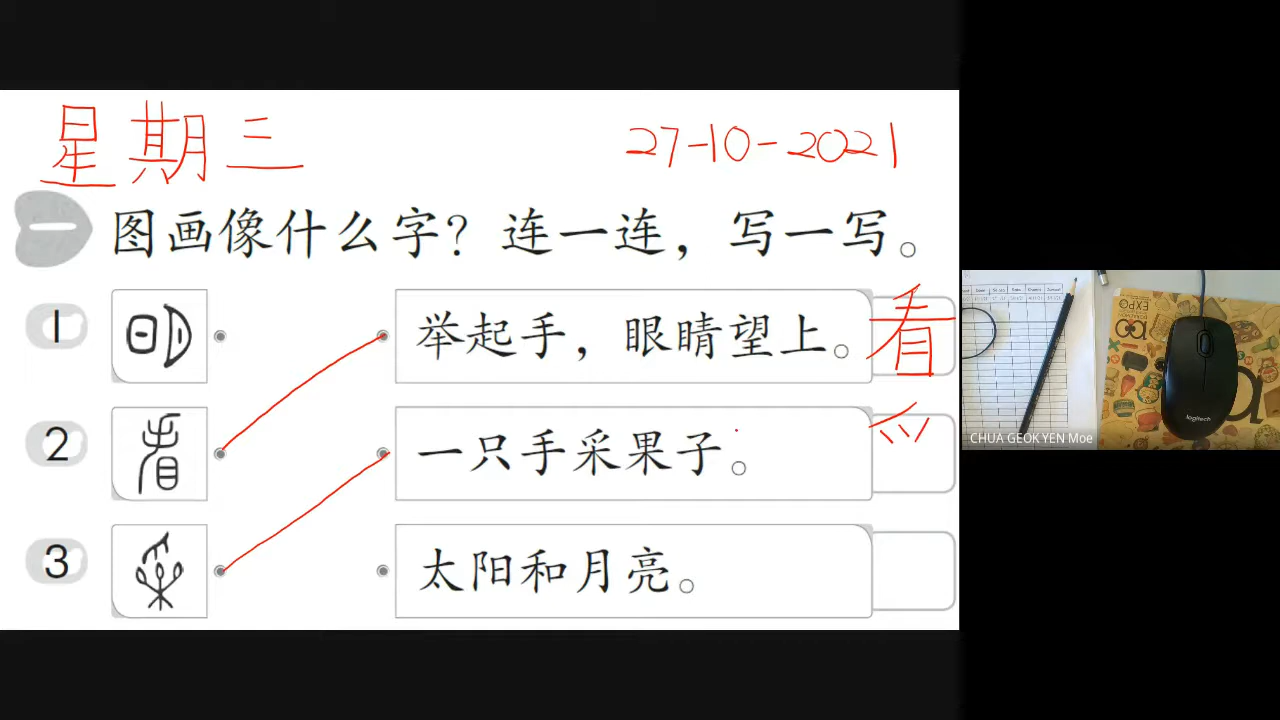 星期三 27-10-2021
一 图画像什么字？连一连，写一写。
1 举起手，眼睛望上。看
2 一只手采果子。
3 太阳和月亮。
EXPO
logitech
CHUA GEOK YEN Moe